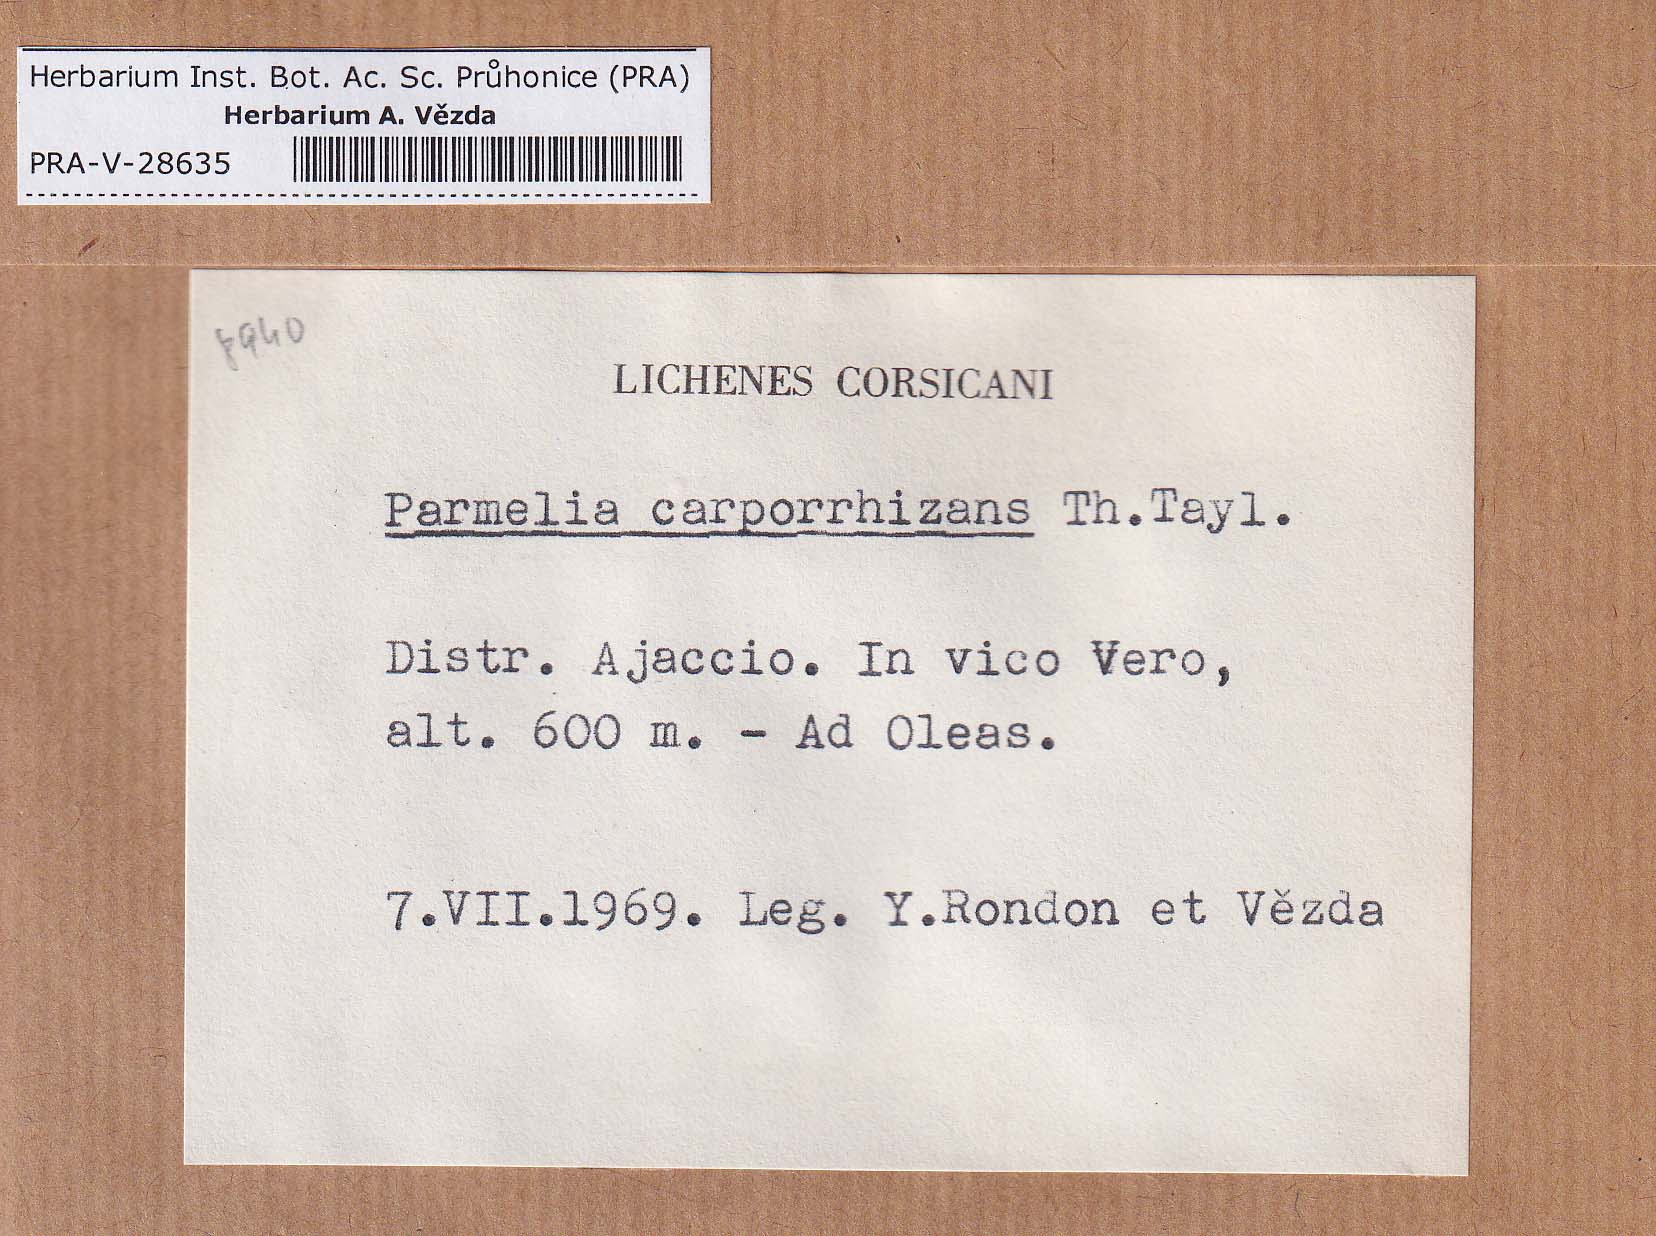 Herbarium Inst. Bot. Ac. Sc. Průhonice (PRA)
Herbarium A. Vězda
PRA-V-28635
LICHENES CORSICANI
Parmelia carporrhizans Th.Tayl.
Distr. Ajaccio. In vico Vero,
alt. 600 m. - Ad Oleas.
7.VII.1969. Leg. Y.Rondon et Vězda